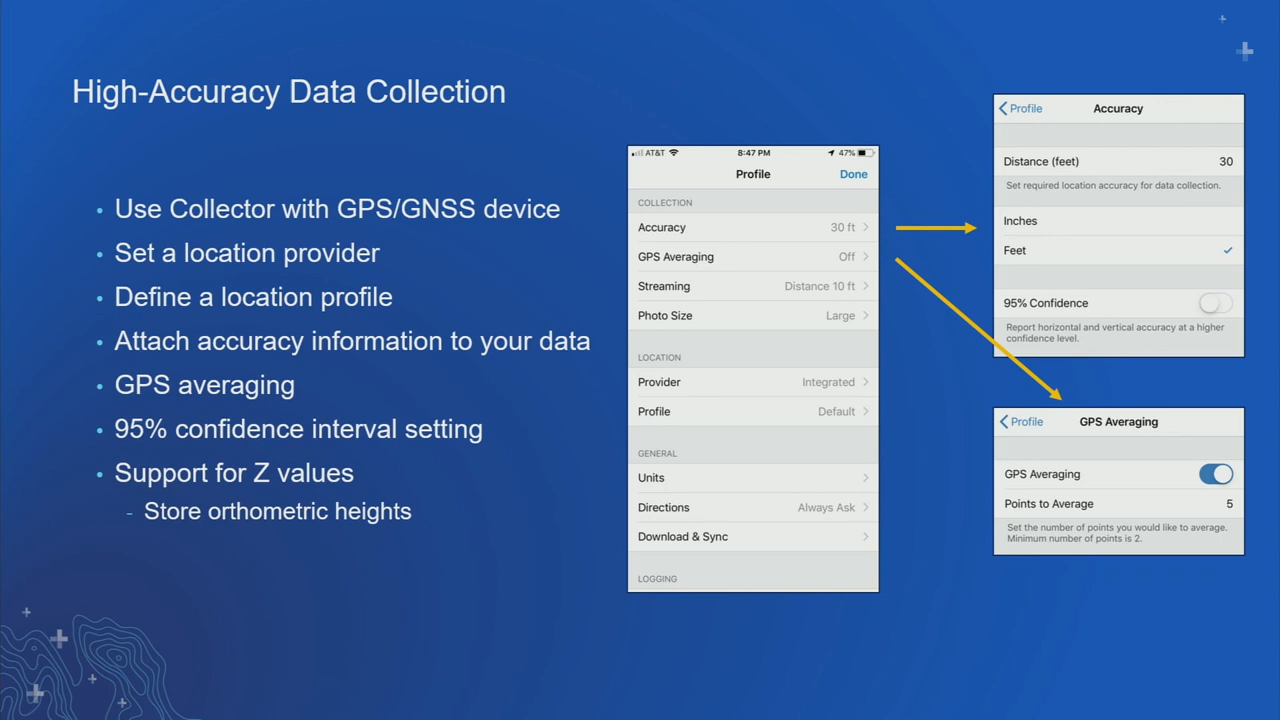 High-Accuracy Data Collection
Use Collector with GPS/GNSS device
Set a location provider
Define a location profile
Attach accuracy information to your data
GPS averaging
95% confidence interval setting
Support for Z values
- Store orthometric heights
AT&T 8:47 PM 47%
Profile Done
COLLECTION
Accuracy 30 ft
GPS Averaging Off
Streaming Distance 10 ft
Photo Size Large
LOCATION
Provider Integrated
Profile Default
GENERAL
Units
Directions Always Ask
Download & Sync
LOGGING
Profile Accuracy
Distance (feet) 30
Set required location accuracy for data collection.
Inches
Feet
95% Confidence
Report horizontal and vertical accuracy at a higher
confidence level.
Profile GPS Averaging
GPS Averaging
Points to Average 5
Set the number of points you would like to average.
Minimum number of points is 2.